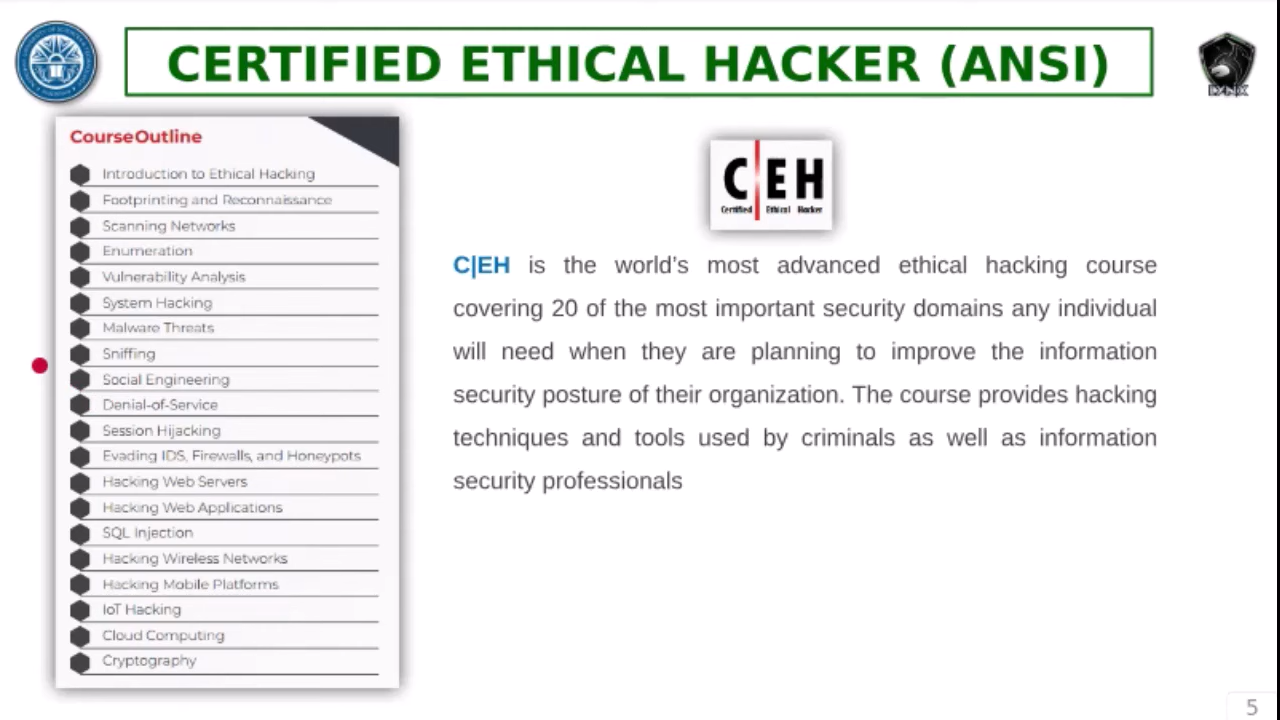 CERTIFIED ETHICAL HACKER (ANSI)
LYNX
Course Outline
Introduction to Ethical Hacking
Footprinting and Reconnaissance
Scanning Networks
Enumeration
Vulnerability Analysis
System Hacking
Malware Threats
Sniffing
Social Engineering
Denial-of-Service
Session Hijacking
Evading IDS, Firewalls, and Honeypots
Hacking Web Servers
Hacking Web Applications
SQL Injection
Hacking Wireless Networks
Hacking Mobile Platforms
IoT Hacking
Cloud Computing
Cryptography
C|EH
Certified Ethical Hacker
C|EH is the world’s most advanced ethical hacking course
covering 20 of the most important security domains any individual
will need when they are planning to improve the information
security posture of their organization. The course provides hacking
techniques and tools used by criminals as well as information
security professionals
5